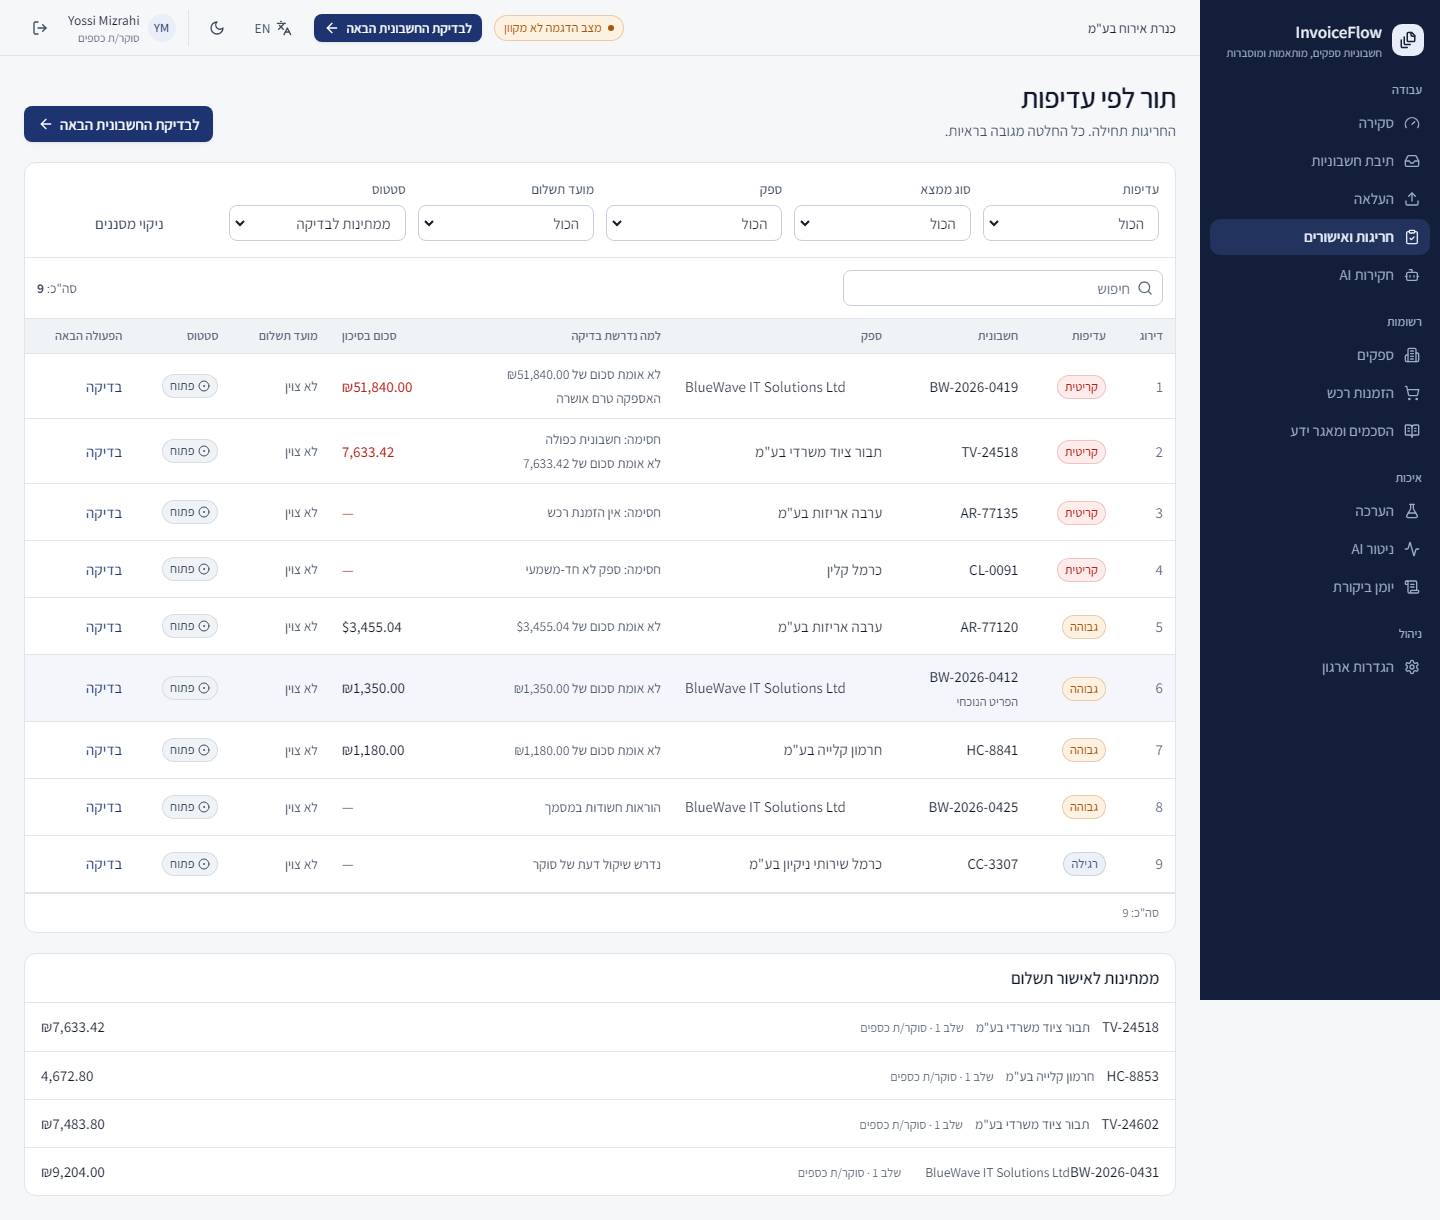 InvoiceFlow
חשבוניות ספקים, מותאמות ומוסברות
עבודה
סקירה
תיבת חשבוניות
העלאה
חריגות ואישורים
חקירות AI
רשומות
ספקים
הזמנות רכש
הסכמים ומאגר ידע
איכות
הערכה
ניטור AI
יומן ביקורת
ניהול
הגדרות ארגון
כנרת אירוח בע"מ
מצב הדגמה לא מקוון
לבדיקת החשבונית הבאה
EN
YM
Yossi Mizrahi
סוקר/ת כספים
תור לפי עדיפות
החריגות תחילה. כל החלטה מגובה בראיות.
לבדיקת החשבונית הבאה
עדיפות סוג ממצא ספק מועד תשלום סטטוס
הכול הכול הכול הכול ממתינות לבדיקה ניקוי מסננים
חיפוש
סה"כ: 9
דירוג עדיפות חשבונית ספק למה נדרשת בדיקה סכום בסיכון מועד תשלום סטטוס הפעולה הבאה
1 קריטית BW-2026-0419 BlueWave IT Solutions Ltd לא אומת סכום של ₪51,840.00 ₪51,840.00 לא צוין פתוח בדיקה
האספקה טרם אושרה
2 קריטית TV-24518 תבור ציוד משרדי בע"מ חסימה: חשבונית כפולה 7,633.42 לא צוין פתוח בדיקה
לא אומת סכום של 7,633.42
3 קריטית AR-77135 ערבה אריזות בע"מ חסימה: אין הזמנת רכש — לא צוין פתוח בדיקה
4 קריטית CL-0091 כרמל קלין חסימה: ספק לא חד-משמעי — לא צוין פתוח בדיקה
5 גבוהה AR-77120 ערבה אריזות בע"מ לא אומת סכום של $3,455.04 $3,455.04 לא צוין פתוח בדיקה
6 גבוהה BW-2026-0412 BlueWave IT Solutions Ltd לא אומת סכום של ₪1,350.00 ₪1,350.00 לא צוין פתוח בדיקה
הפריט הנוכחי
7 גבוהה HC-8841 חרמון קלייה בע"מ לא אומת סכום של ₪1,180.00 ₪1,180.00 לא צוין פתוח בדיקה
8 גבוהה BW-2026-0425 BlueWave IT Solutions Ltd הוראות חשודות במסמך — לא צוין פתוח בדיקה
9 רגילה CC-3307 כרמל שירותי ניקיון בע"מ נדרש שיקול דעת של סוקר — לא צוין פתוח בדיקה
סה"כ: 9
ממתינות לאישור תשלום
TV-24518 תבור ציוד משרדי בע"מ שלב 1 · סוקר/ת כספים ₪7,633.42
HC-8853 חרמון קלייה בע"מ שלב 1 · סוקר/ת כספים 4,672.80
TV-24602 תבור ציוד משרדי בע"מ שלב 1 · סוקר/ת כספים ₪7,483.80
BW-2026-0431 BlueWave IT Solutions Ltd שלב 1 · סוקר/ת כספים ₪9,204.00